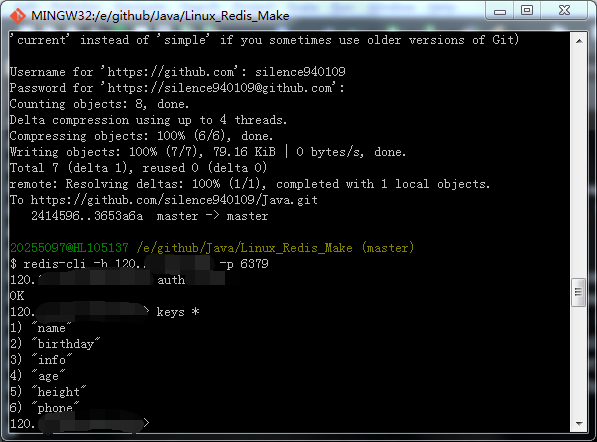 MINGW32:/e/github/Java/Linux_Redis_Make
'current' instead of 'simple' if you sometimes use older versions of Git)
Username for 'https://github.com': silence940109
Password for 'https://silence940109@github.com':
Counting objects: 8, done.
Delta compression using up to 4 threads.
Compressing objects: 100% (6/6), done.
Writing objects: 100% (7/7), 79.16 KiB | 0 bytes/s, done.
Total 7 (delta 1), reused 0 (delta 0)
remote: Resolving deltas: 100% (1/1), completed with 1 local objects.
To https://github.com/silence940109/Java.git
2414596..3653a6a master -> master
20255097@HL105137 /e/github/Java/Linux_Redis_Make (master)
$ redis-cli -h 120. -p 6379
120. auth
OK
120. > keys *
1) "name"
2) "birthday"
3) "info"
4) "age"
5) "height"
6) "phone"
120. >